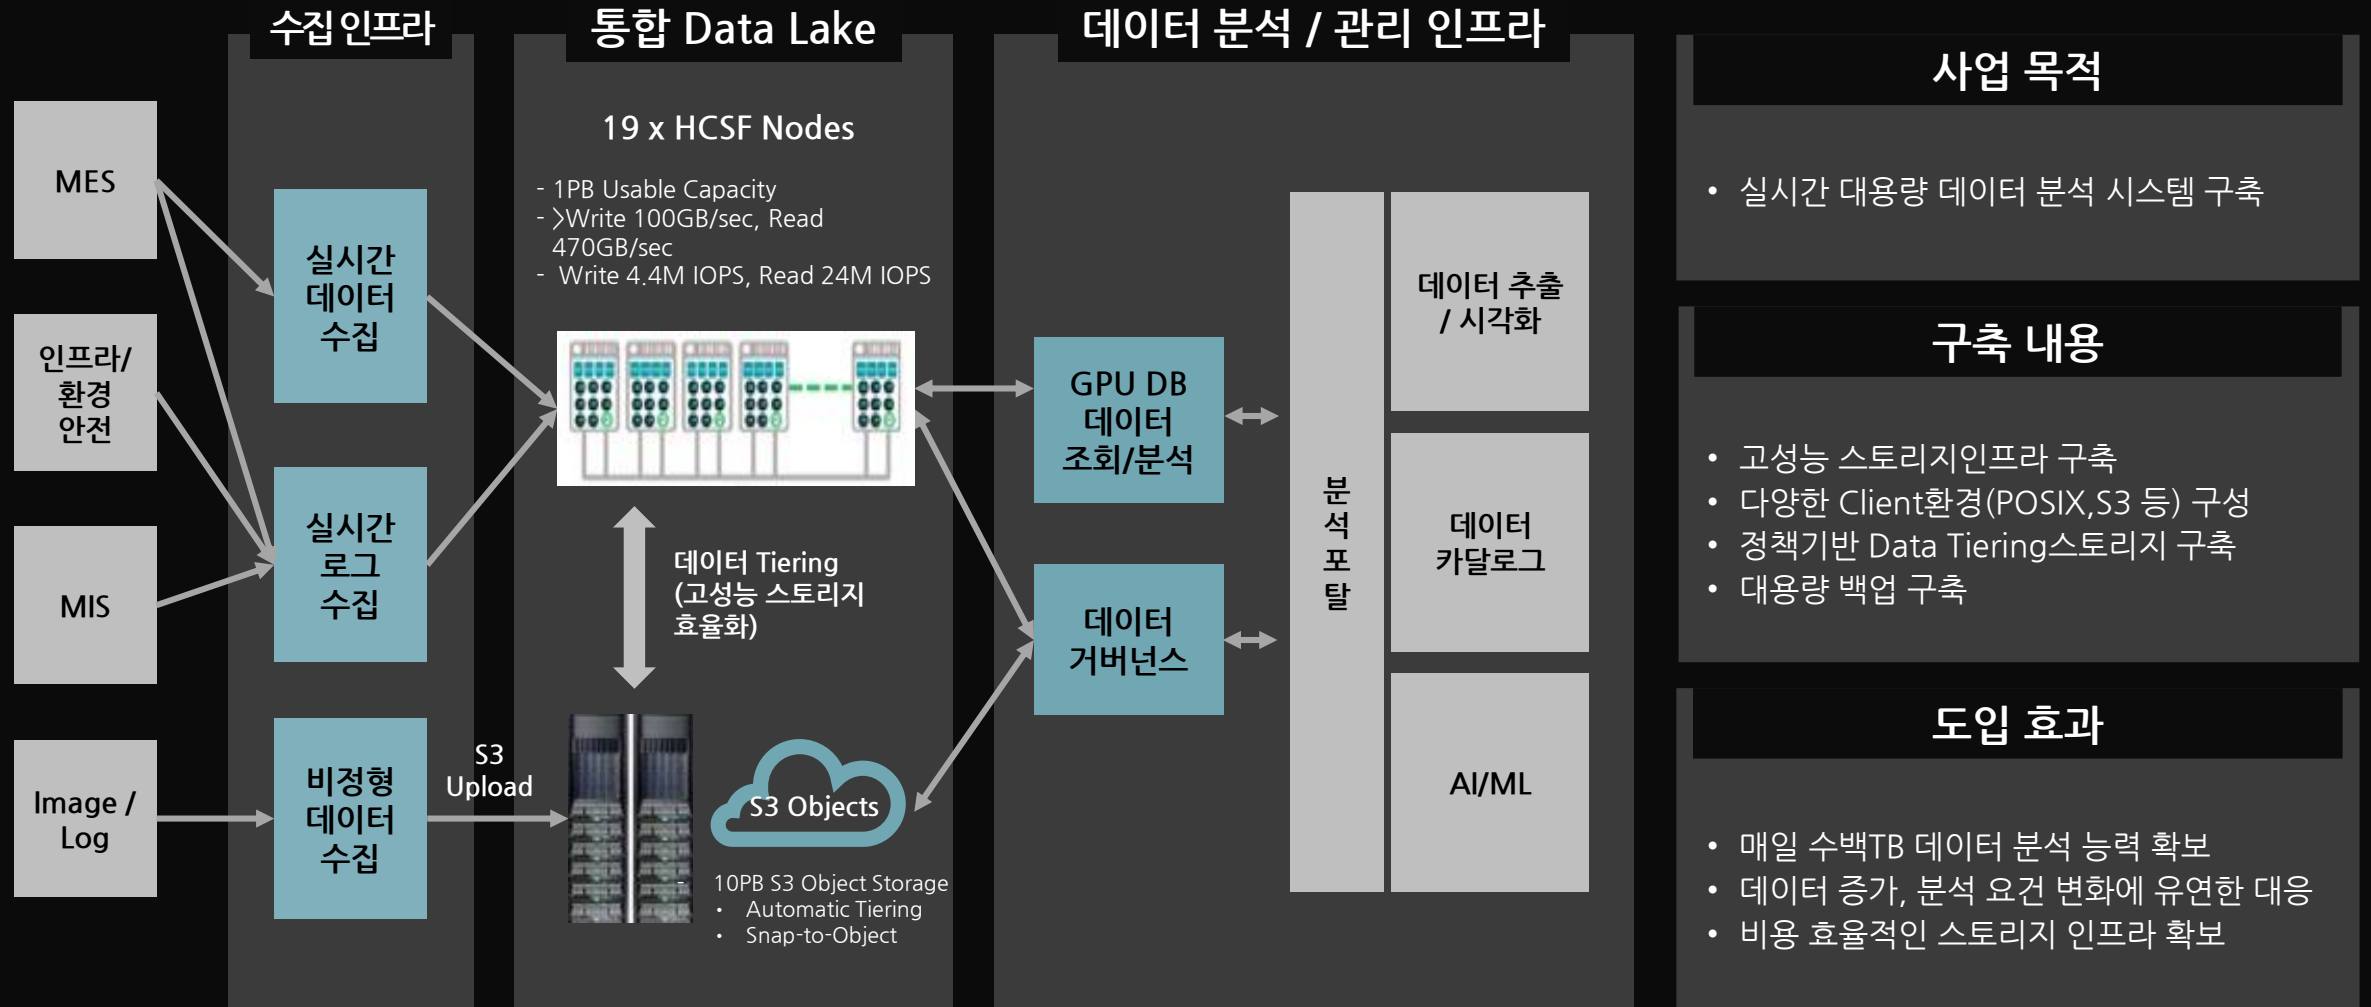 수집 인프라
통합 Data Lake
데이터 분석 / 관리 인프라
MES
인프라/
환경
안전
MIS
Image /
Log
실시간
데이터
수집
실시간
로그
수집
비정형
데이터
수집
S3
Upload
19 x HCSF Nodes
- 1PB Usable Capacity
- >Write 100GB/sec, Read
470GB/sec
- Write 4.4M IOPS, Read 24M IOPS
데이터 Tiering
(고성능 스토리지
효율화)
S3 Objects
- 10PB S3 Object Storage
• Automatic Tiering
• Snap-to-Object
GPU DB
데이터
조회/분석
데이터
거버넌스
분
석
포
탈
데이터 추출
/ 시각화
데이터
카달로그
AI/ML
사업 목적
• 실시간 대용량 데이터 분석 시스템 구축
구축 내용
• 고성능 스토리지인프라 구축
• 다양한 Client환경(POSIX,S3 등) 구성
• 정책기반 Data Tiering스토리지 구축
• 대용량 백업 구축
도입 효과
• 매일 수백TB 데이터 분석 능력 확보
• 데이터 증가, 분석 요건 변화에 유연한 대응
• 비용 효율적인 스토리지 인프라 확보